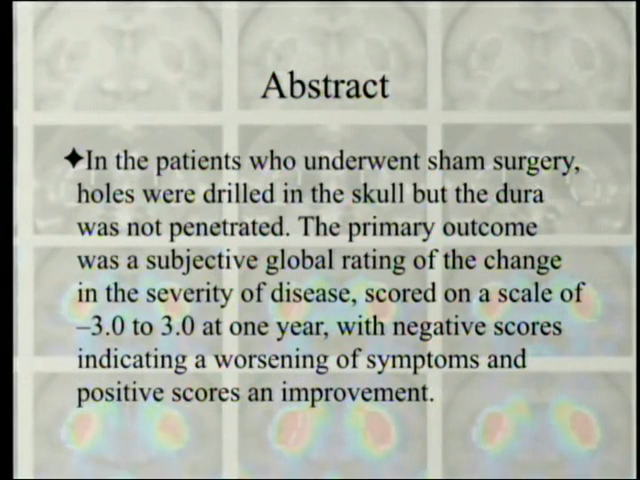 Abstract
✦In the patients who underwent sham surgery,
holes were drilled in the skull but the dura
was not penetrated. The primary outcome
was a subjective global rating of the change
in the severity of disease, scored on a scale of
–3.0 to 3.0 at one year, with negative scores
indicating a worsening of symptoms and
positive scores an improvement.